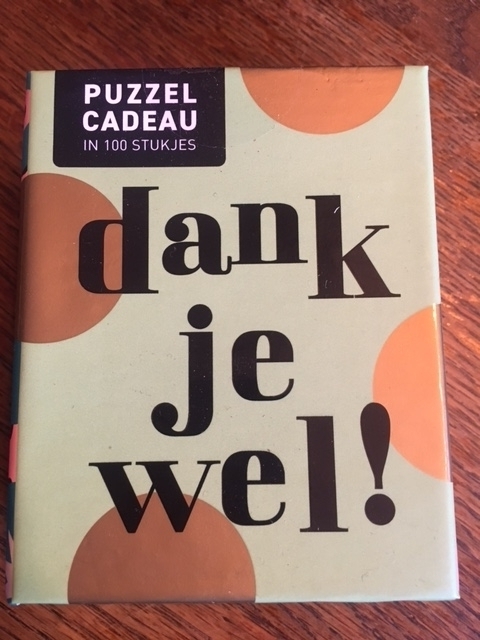 PUZZEL
CADEAU
IN 100 STUKJES
dank
je
wel!